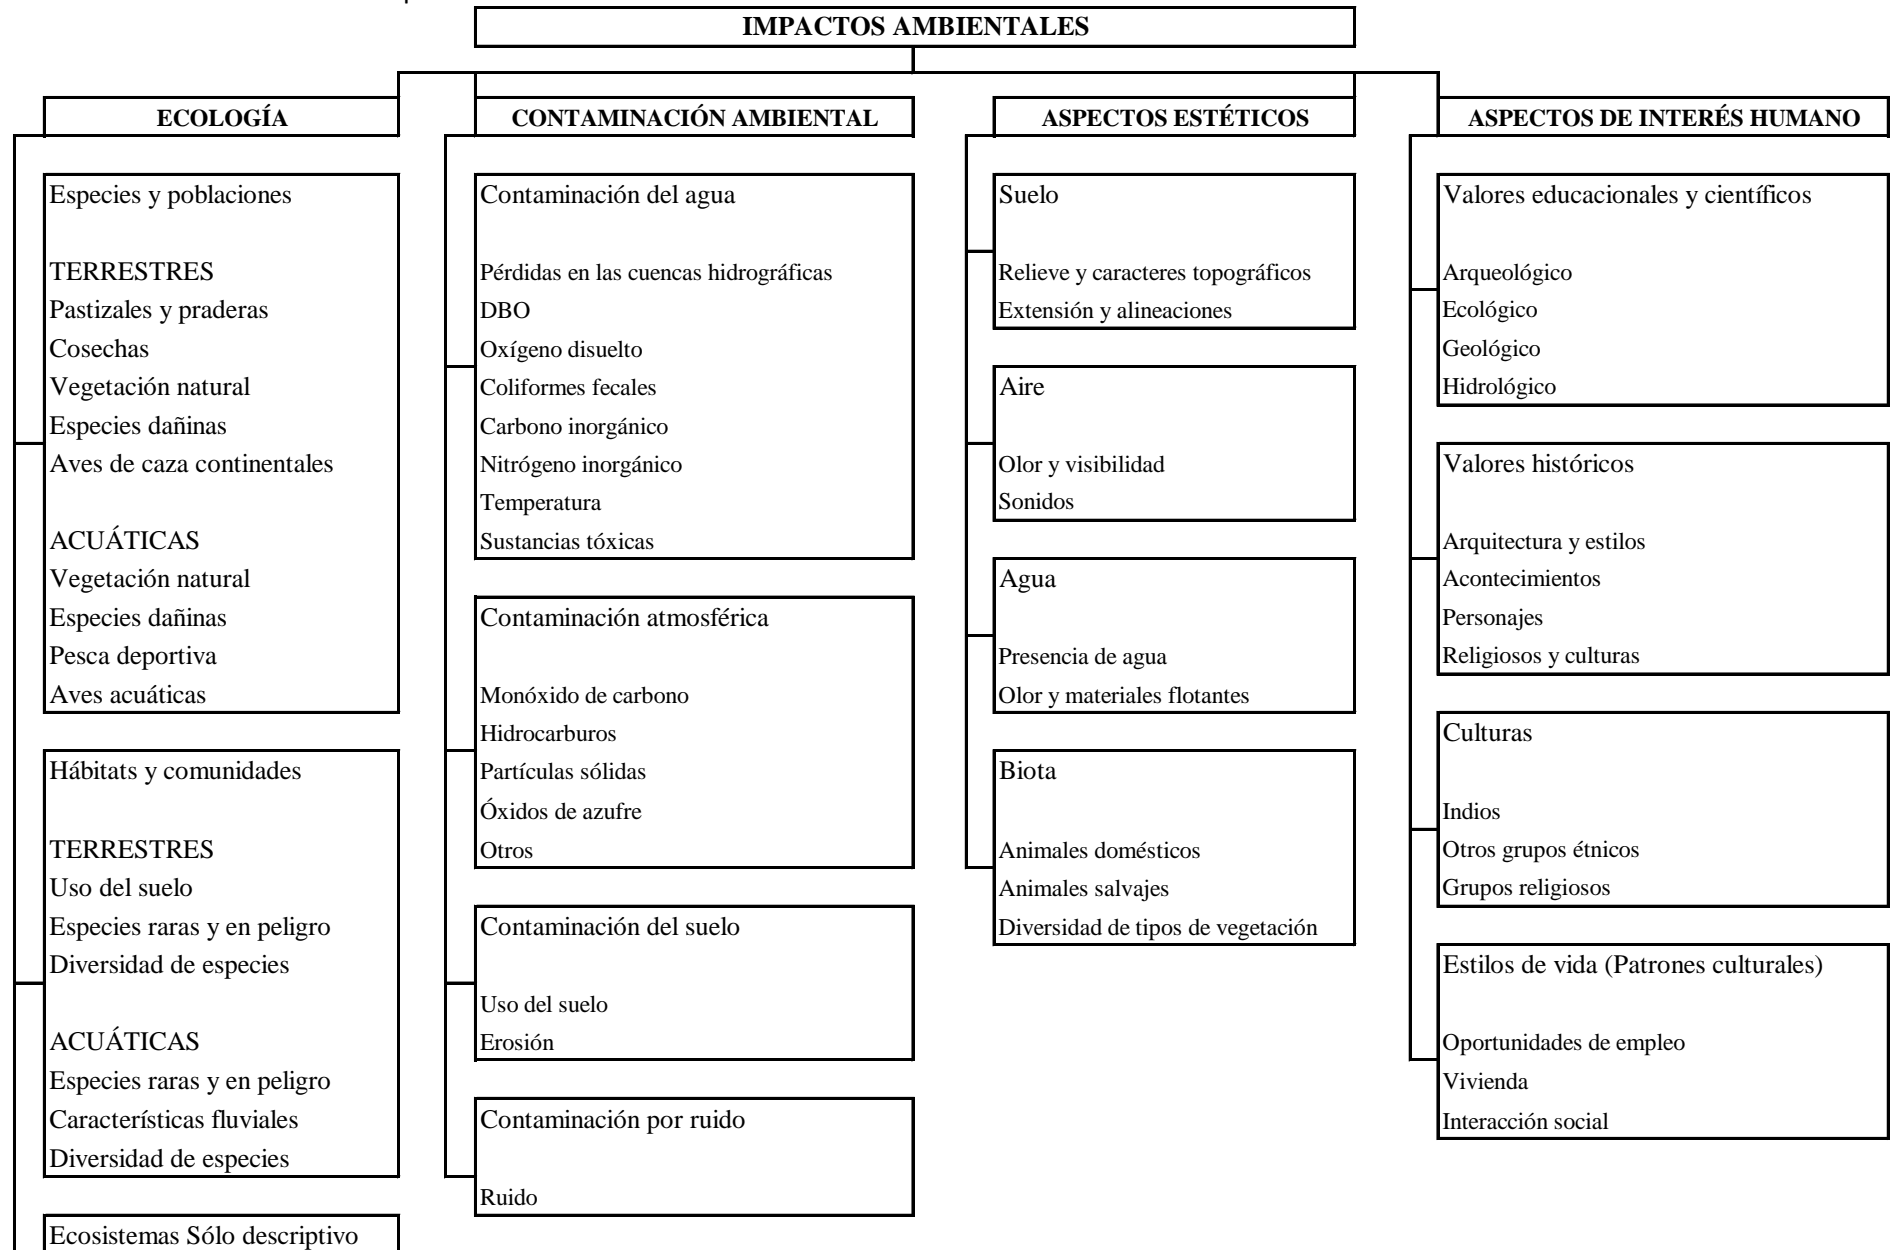 IMPACTOS AMBIENTALES
ECOLOGÍA
Especies y poblaciones
TERRESTRES
Pastizales y praderas
Cosechas
Vegetación natural
Especies dañinas
Aves de caza continentales
ACUÁTICAS
Vegetación natural
Especies dañinas
Pesca deportiva
Aves acuáticas
Hábitats y comunidades
TERRESTRES
Uso del suelo
Especies raras y en peligro
Diversidad de especies
ACUÁTICAS
Especies raras y en peligro
Características fluviales
Diversidad de especies
Ecosistemas Sólo descriptivo
CONTAMINACIÓN AMBIENTAL
Contaminación del agua
Pérdidas en las cuencas hidrográficas
DBO
Oxígeno disuelto
Coliformes fecales
Carbono inorgánico
Nitrógeno inorgánico
Temperatura
Sustancias tóxicas
Contaminación atmosférica
Monóxido de carbono
Hidrocarburos
Partículas sólidas
Óxidos de azufre
Otros
Contaminación del suelo
Uso del suelo
Erosión
Contaminación por ruido
Ruido
ASPECTOS ESTÉTICOS
Suelo
Relieve y caracteres topográficos
Extensión y alineaciones
Aire
Olor y visibilidad
Sonidos
Agua
Presencia de agua
Olor y materiales flotantes
Biota
Animales domésticos
Animales salvajes
Diversidad de tipos de vegetación
ASPECTOS DE INTERÉS HUMANO
Valores educacionales y científicos
Arqueológico
Ecológico
Geológico
Hidrológico
Valores históricos
Arquitectura y estilos
Acontecimientos
Personajes
Religiosos y culturas
Culturas
Indios
Otros grupos étnicos
Grupos religiosos
Estilos de vida (Patrones culturales)
Oportunidades de empleo
Vivienda
Interacción social